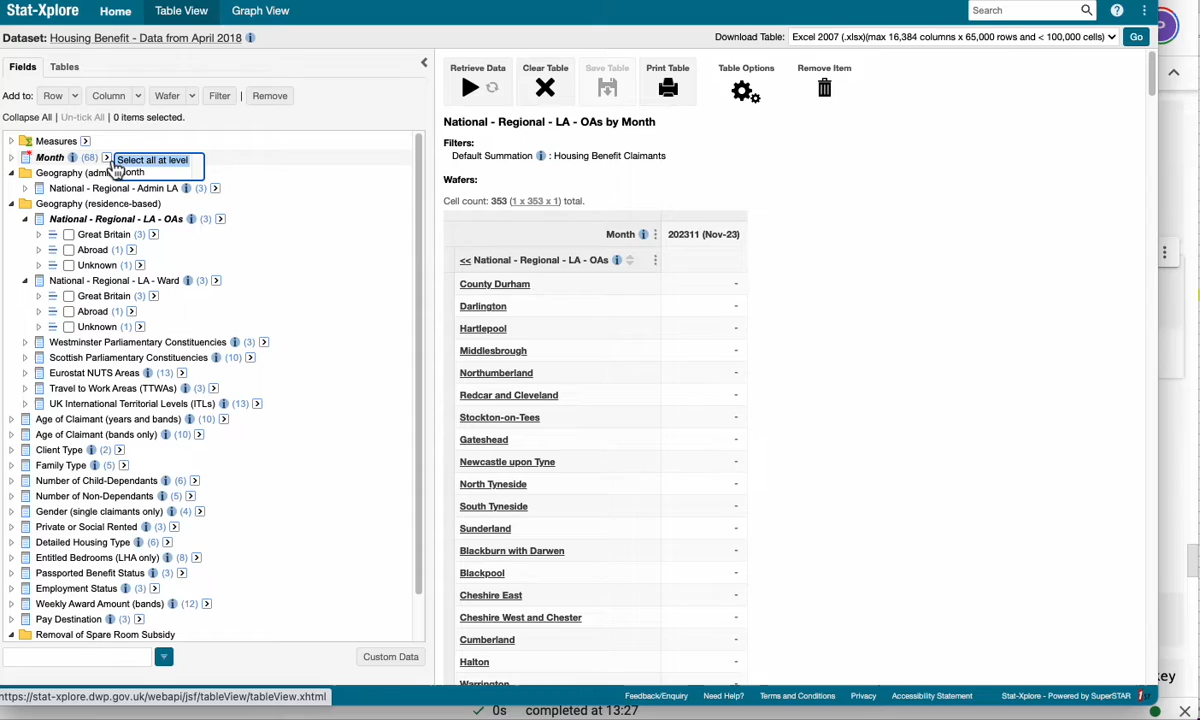 Stat-Xplore Home Table View Graph View Search
Dataset: Housing Benefit - Data from April 2018
Download Table: Excel 2007 (.xlsx)(max 16,384 columns x 65,000 rows and < 100,000 cells) Go
Fields Tables
Add to: Row Column Wafer Filter | Remove
Collapse All | Un-tick All | 0 items selected.
Measures
Month (68)
Select all at level
Month
Geography (admi
National - Regional - Admin LA (3)
Geography (residence-based)
National - Regional - LA - OAs (3)
Great Britain (3)
Abroad (1)
Unknown (1)
National - Regional - LA - Ward (3)
Great Britain (3)
Abroad (1)
Unknown (1)
Westminster Parliamentary Constituencies (3)
Scottish Parliamentary Constituencies (10)
Eurostat NUTS Areas (13)
Travel to Work Areas (TTWAs) (3)
UK International Territorial Levels (ITLs) (13)
Age of Claimant (years and bands) (10)
Age of Claimant (bands only) (10)
Client Type (2)
Family Type (5)
Number of Child-Dependants (6)
Number of Non-Dependants (5)
Gender (single claimants only) (4)
Private or Social Rented (3)
Detailed Housing Type (6)
Entitled Bedrooms (LHA only) (8)
Passported Benefit Status (3)
Employment Status (3)
Weekly Award Amount (bands) (12)
Pay Destination (3)
Removal of Spare Room Subsidy
Custom Data
Retrieve Data Clear Table Save Table Print Table Table Options Remove Item
National - Regional - LA - OAs by Month
Filters:
Default Summation : Housing Benefit Claimants
Wafers:
Cell count: 353 (1 x 353 x 1) total.
Month 202311 (Nov-23)
<< National - Regional - LA - OAs
County Durham -
Darlington -
Hartlepool -
Middlesbrough -
Northumberland -
Redcar and Cleveland -
Stockton-on-Tees -
Gateshead -
Newcastle upon Tyne -
North Tyneside -
South Tyneside -
Sunderland -
Blackburn with Darwen -
Blackpool -
Cheshire East -
Cheshire West and Chester -
Cumberland -
Halton -
Warrington -
https://stat-xplore.dwp.gov.uk/webapi/jsf/tableView/tableView.xhtml
Feedback/Enquiry Need Help? Terms and Conditions Privacy Accessibility Statement Stat-Xplore - Powered by SuperSTAR
0s completed at 13:27